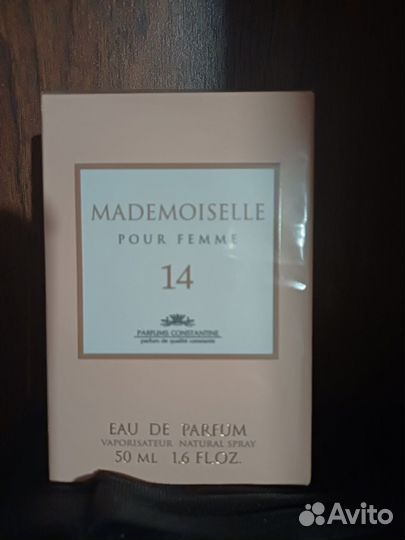 MADEMOISELLE
POUR FEMME
14
PARFUMS CONSTANTINE
parfum de qualité constante
EAU DE PARFUM
VAPORISATEUR NATURAL SPRAY
50 ML 1,6 FL.OZ.
Avito